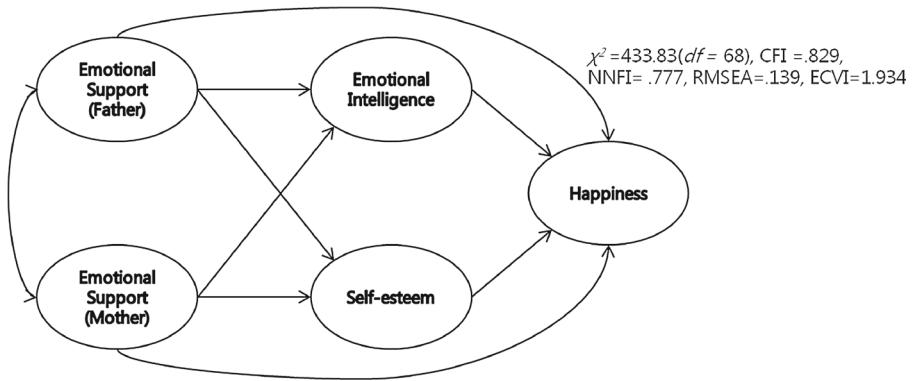 Emotional
Support
(Father)
Emotional
Intelligence
χ² =433.83(df = 68), CFI =.829,
NNFI= .777, RMSEA=.139, ECVI=1.934
Happiness
Emotional
Support
(Mother)
Self-esteem